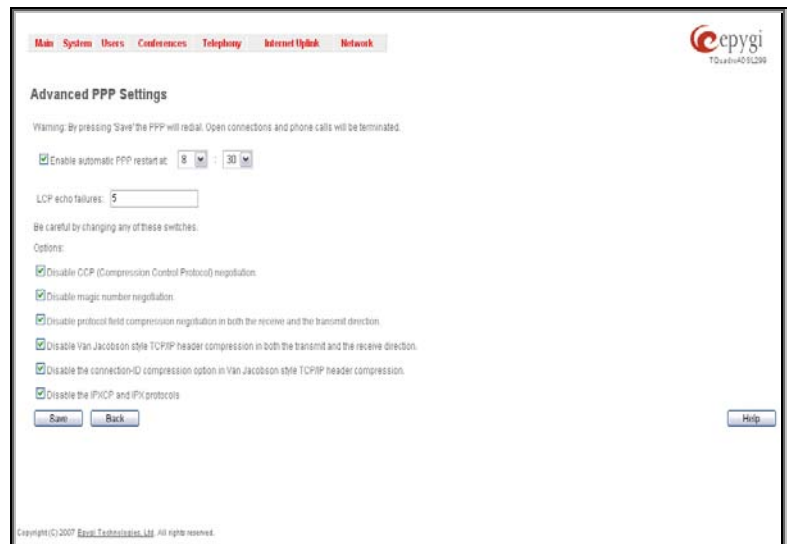 Main System Users Conferences Telephony Internet Uplink Network
epygi
Advanced PPP Settings
Warning: By pressing 'Save' the PPP will redial. Open connections and phone calls will be terminated.
Enable automatic PPP restart at: 8 : 30
LCP echo failures: 5
Be careful by changing any of these switches.
Options:
Disable CCP (Compression Control Protocol) negotiation.
Disable magic number negotiation.
Disable protocol field compression negotiation in both the receive and the transmit direction.
Disable Van Jacobson style TCP/IP header compression in both the transmit and the receive direction.
Disable the connection-ID compression option in Van Jacobson style TCP/IP header compression.
Disable the IPXCP and IPX protocols
Save Back Help
Copyright (C) 2007 Epygi Technologies, Ltd. All rights reserved.